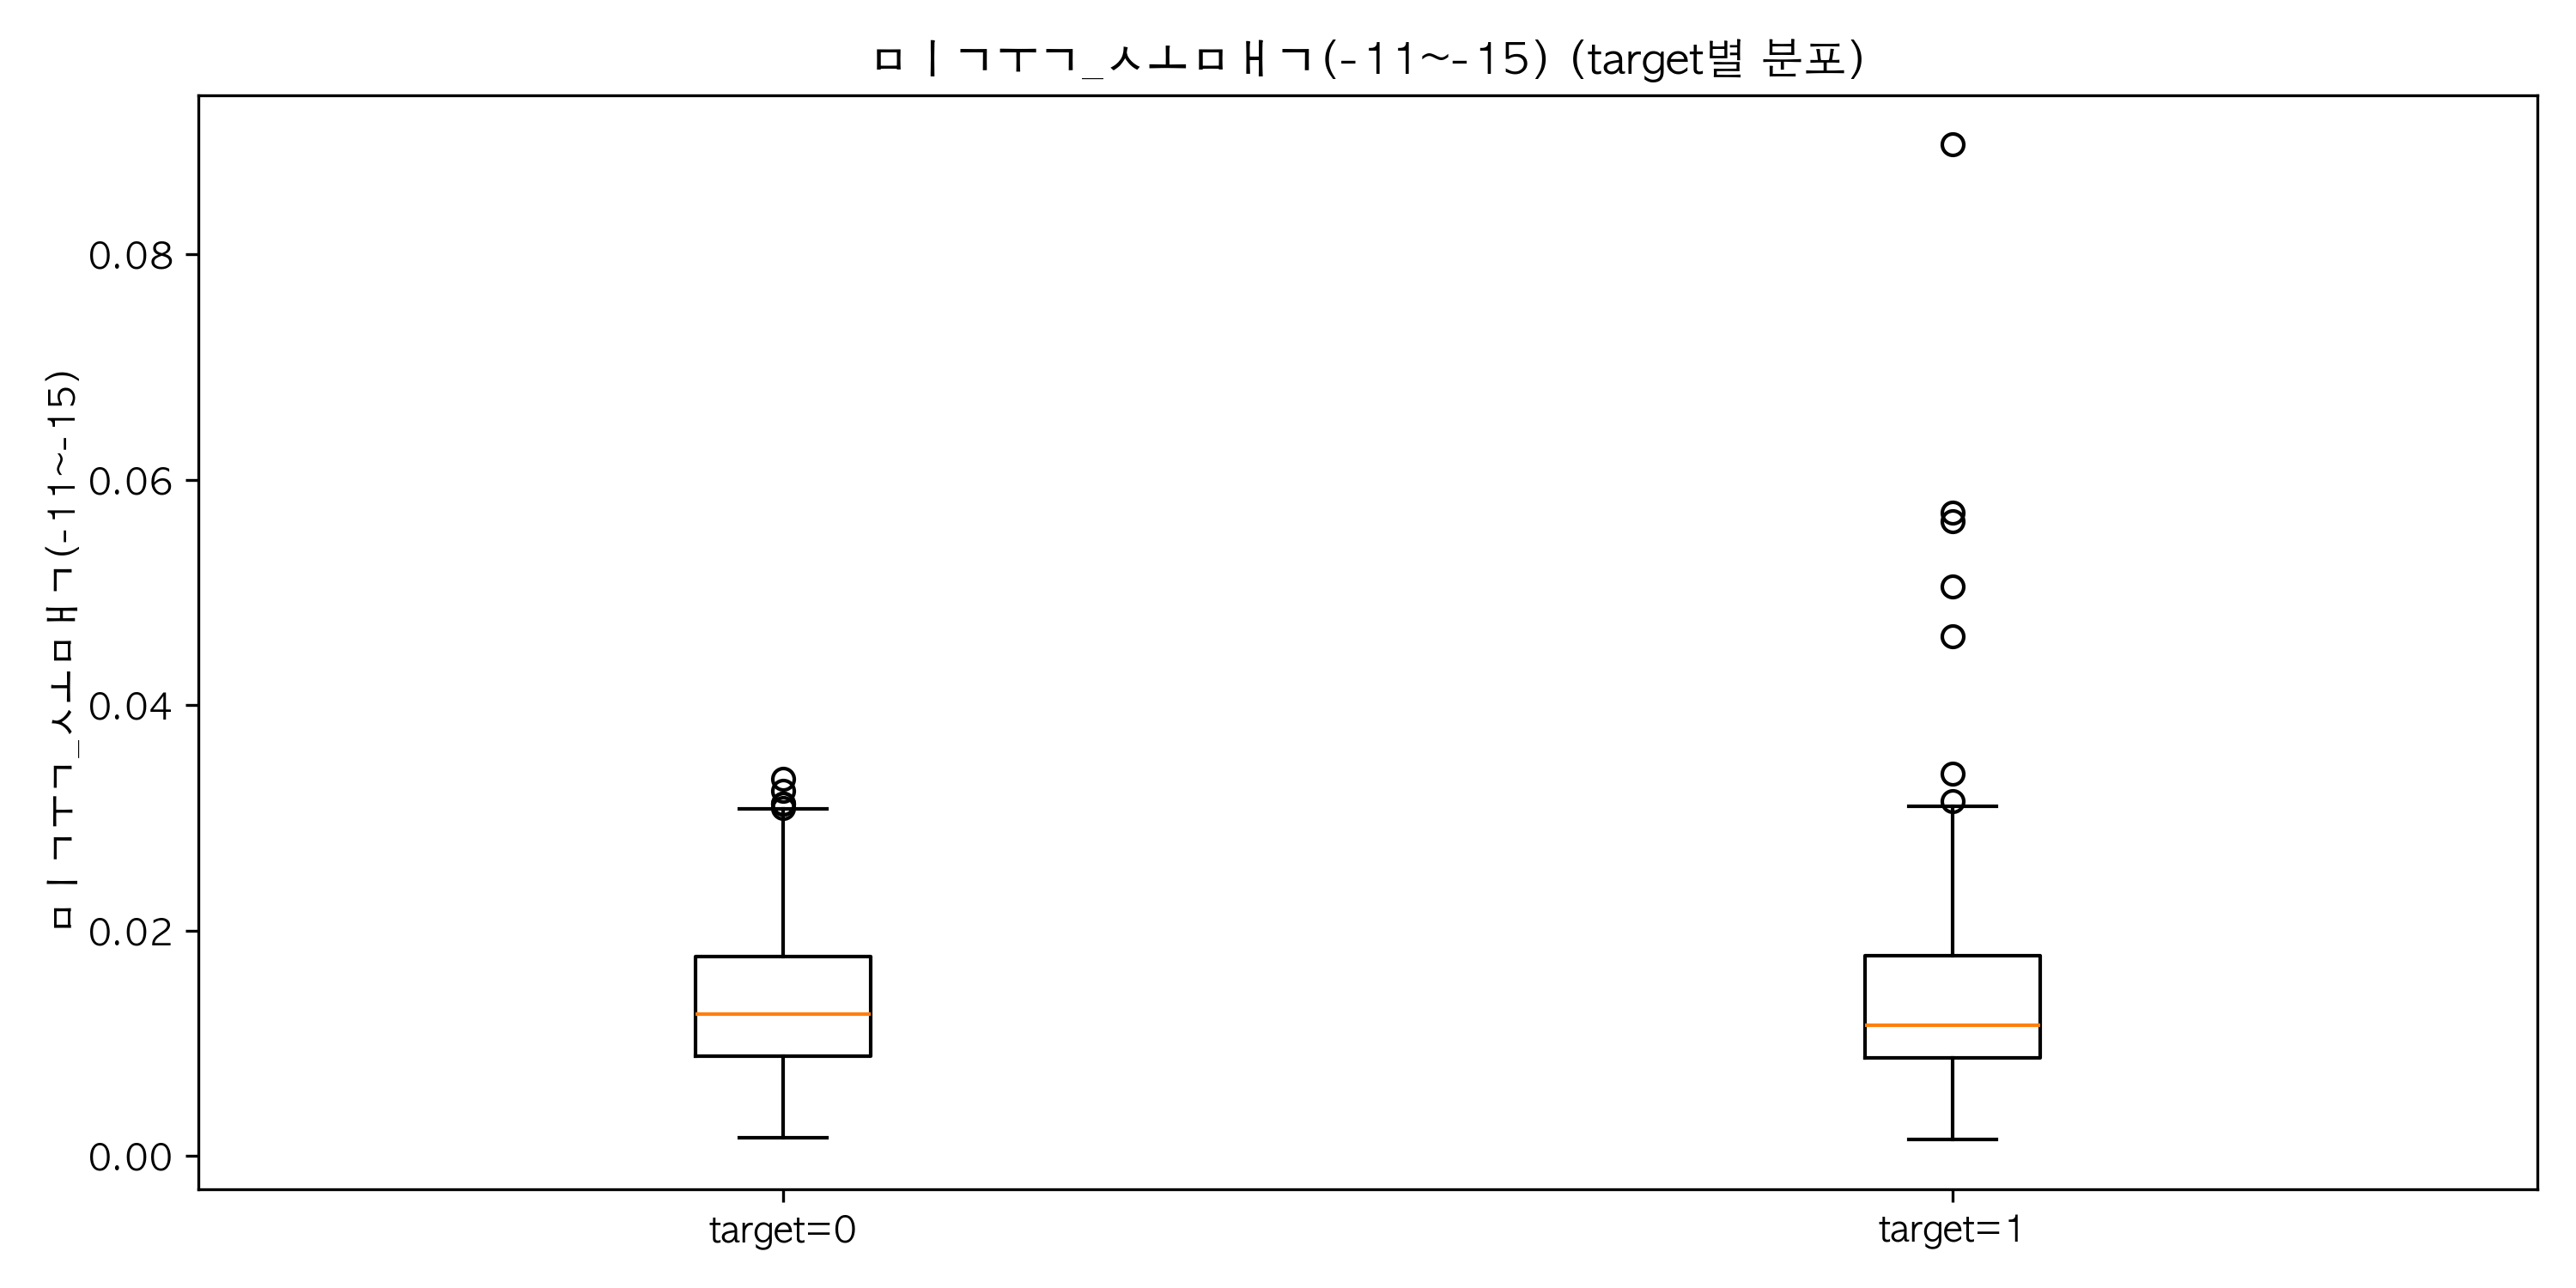 ㅁㅣㄱㅜㄱ_ㅅㅗㅁㅐㄱ(-11~-15) (target별 분포)
ㅁㅣㄱㅜㄱ_ㅅㅗㅁㅐㄱ(-11~-15)
0.08
0.06
0.04
0.02
0.00
target=0
target=1